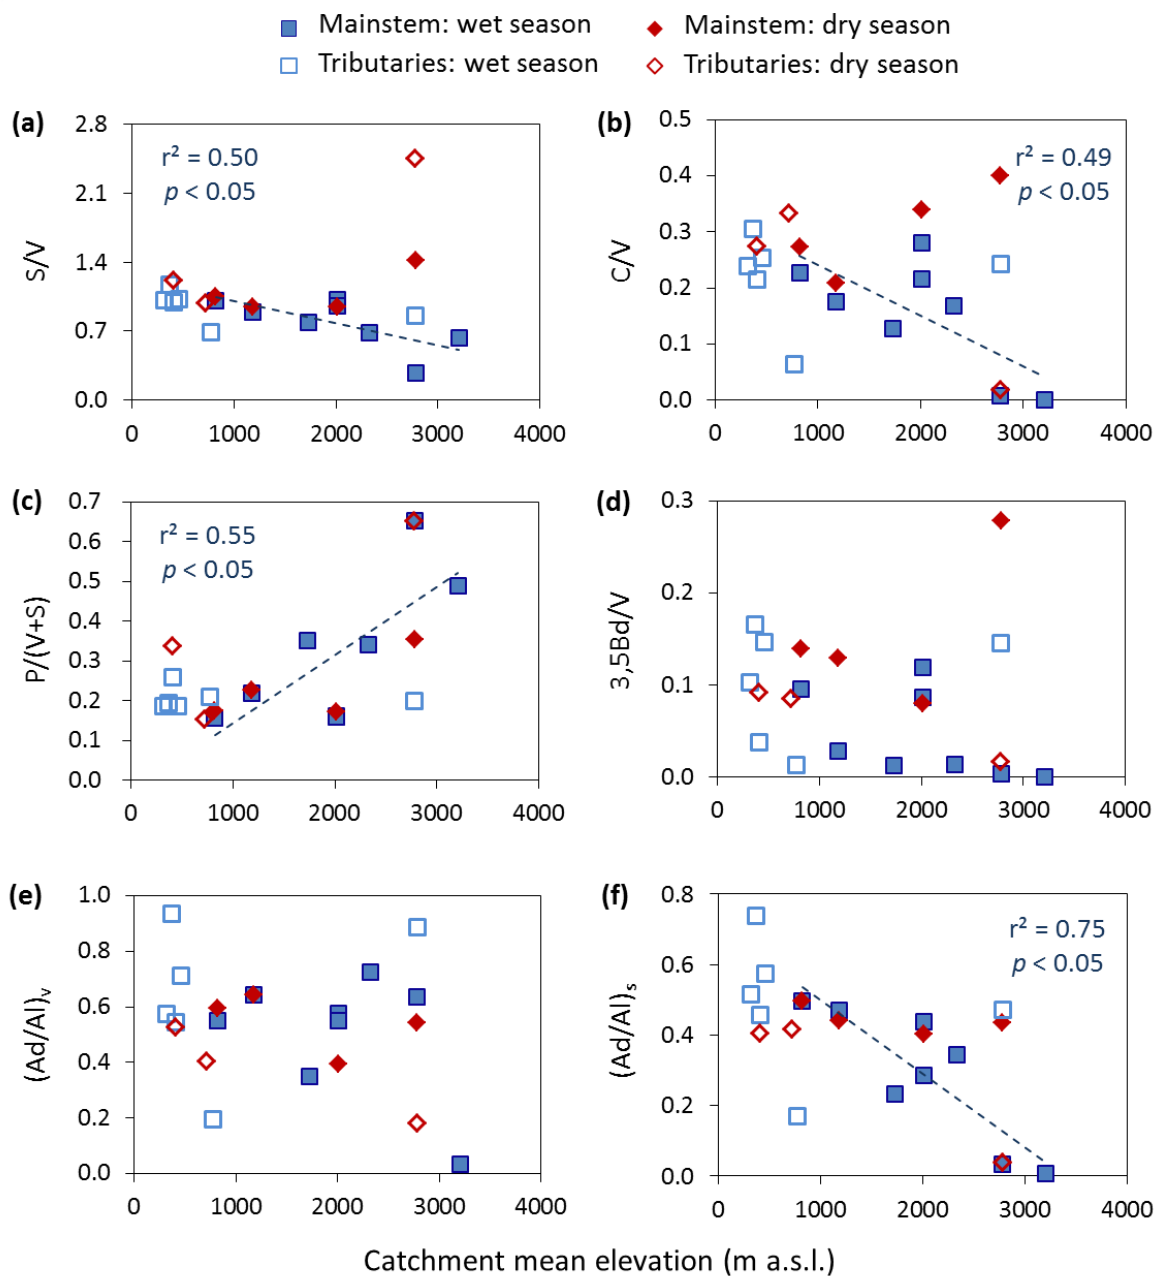 Mainstem: wet season
Mainstem: dry season
Tributaries: wet season
Tributaries: dry season
(a)
2.8
2.1
1.4
0.7
0.0
S/V
r² = 0.50
p < 0.05
0 1000 2000 3000 4000
(b)
0.5
0.4
0.3
0.2
0.1
0.0
C/V
r² = 0.49
p < 0.05
0 1000 2000 3000 4000
(c)
0.7
0.6
0.5
0.4
0.3
0.2
0.1
0.0
P/(V+S)
r² = 0.55
p < 0.05
0 1000 2000 3000 4000
(d)
0.3
0.2
0.1
0.0
3,5Bd/V
0 1000 2000 3000 4000
(e)
1.0
0.8
0.6
0.4
0.2
0.0
(Ad/Al)v
0 1000 2000 3000 4000
(f)
0.8
0.6
0.4
0.2
0.0
(Ad/Al)s
r² = 0.75
p < 0.05
0 1000 2000 3000 4000
Catchment mean elevation (m a.s.l.)